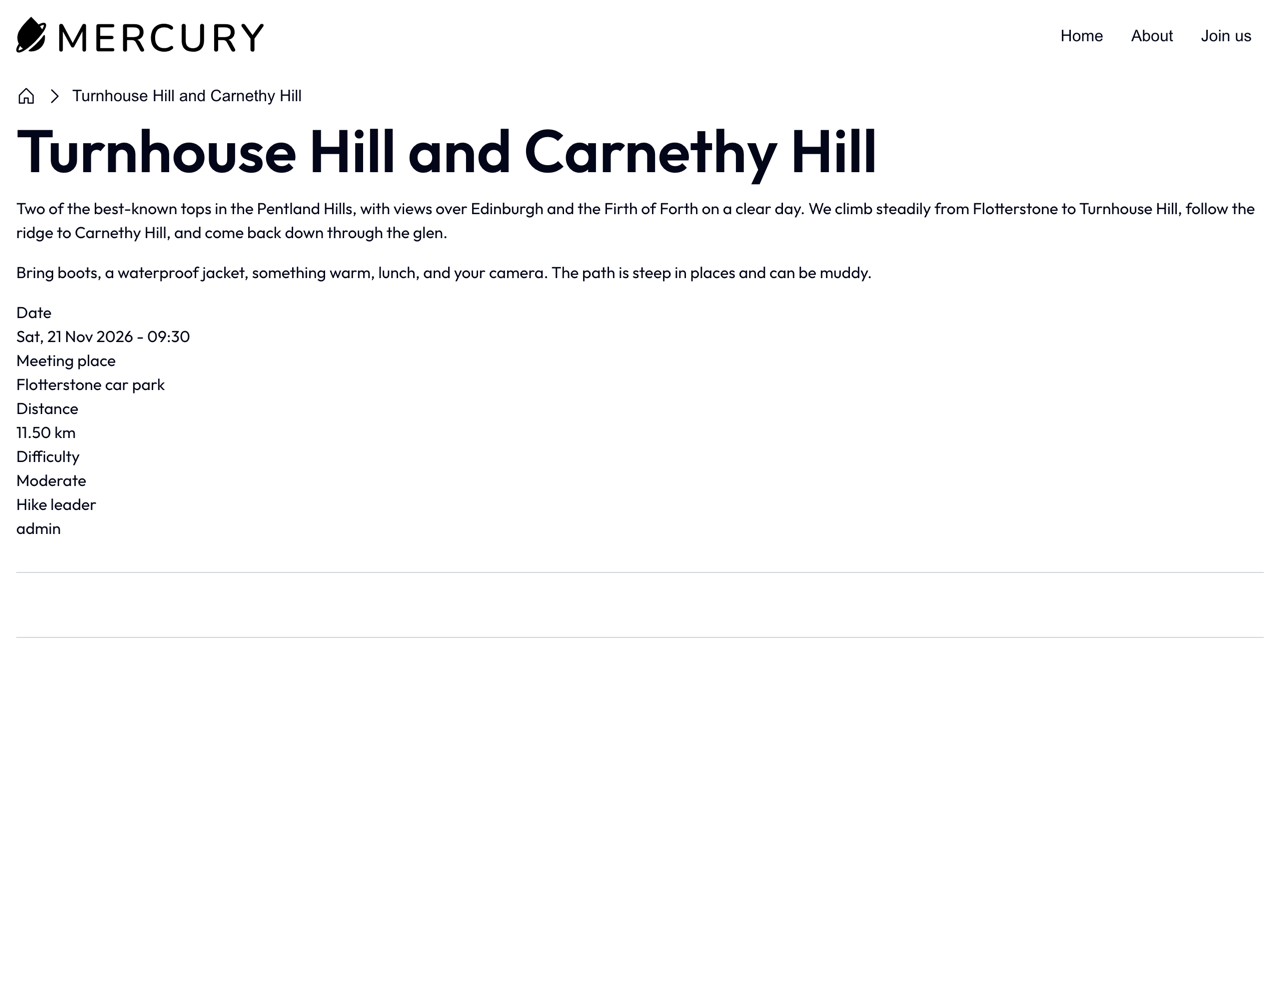 MERCURY
Home About Join us
Turnhouse Hill and Carnethy Hill
Turnhouse Hill and Carnethy Hill
Two of the best-known tops in the Pentland Hills, with views over Edinburgh and the Firth of Forth on a clear day. We climb steadily from Flotterstone to Turnhouse Hill, follow the
ridge to Carnethy Hill, and come back down through the glen.
Bring boots, a waterproof jacket, something warm, lunch, and your camera. The path is steep in places and can be muddy.
Date
Sat, 21 Nov 2026 - 09:30
Meeting place
Flotterstone car park
Distance
11.50 km
Difficulty
Moderate
Hike leader
admin